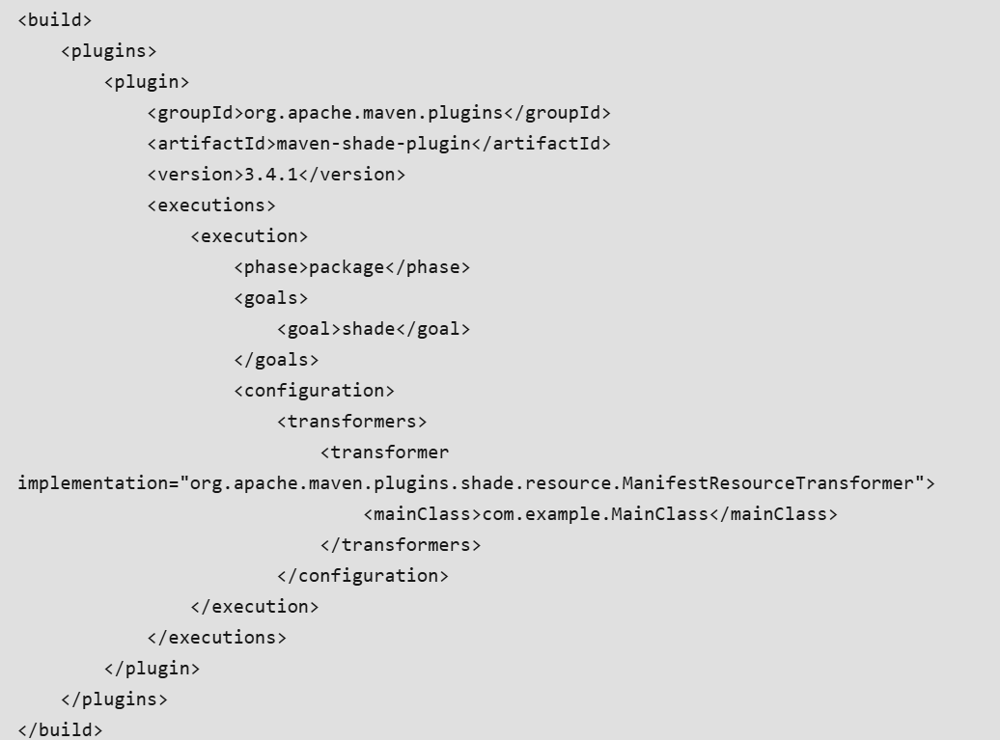 <build>
    <plugins>
        <plugin>
            <groupId>org.apache.maven.plugins</groupId>
            <artifactId>maven-shade-plugin</artifactId>
            <version>3.4.1</version>
            <executions>
                <execution>
                    <phase>package</phase>
                    <goals>
                        <goal>shade</goal>
                    </goals>
                    <configuration>
                        <transformers>
                            <transformer
implementation="org.apache.maven.plugins.shade.resource.ManifestResourceTransformer">
                                <mainClass>com.example.MainClass</mainClass>
                            </transformers>
                        </configuration>
                </execution>
            </executions>
        </plugin>
    </plugins>
</build>